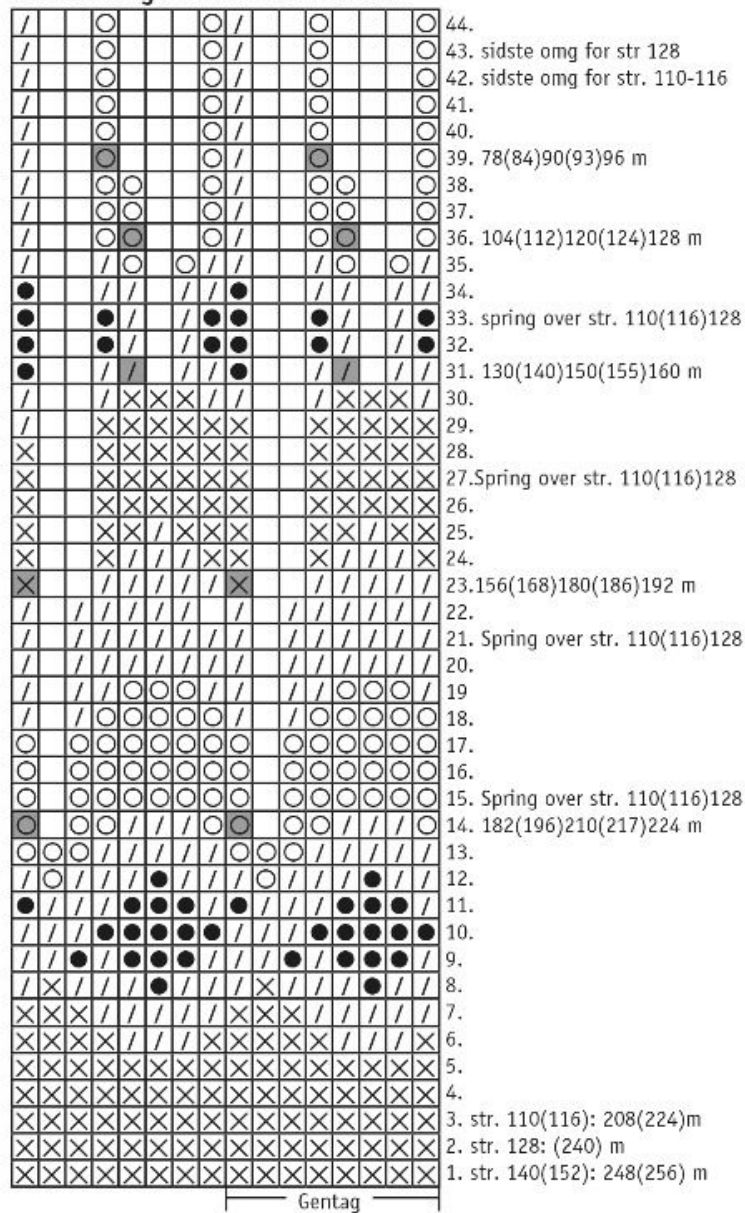 44.
43. sidste omg for str 128
42. sidste omg for str. 110-116
41.
40.
39. 78(84)90(93)96 m
38.
37.
36. 104(112)120(124)128 m
35.
34.
33. spring over str. 110(116)128
32.
31. 130(140)150(155)160 m
30.
29.
28.
27.Spring over str. 110(116)128
26.
25.
24.
23.156(168)180(186)192 m
22.
21. Spring over str. 110(116)128
20.
19
18.
17.
16.
15. Spring over str. 110(116)128
14. 182(196)210(217)224 m
13.
12.
11.
10.
9.
8.
7.
6.
5.
4.
3. str. 110(116): 208(224)m
2. str. 128: (240) m
1. str. 140(152): 248(256) m
Gentag